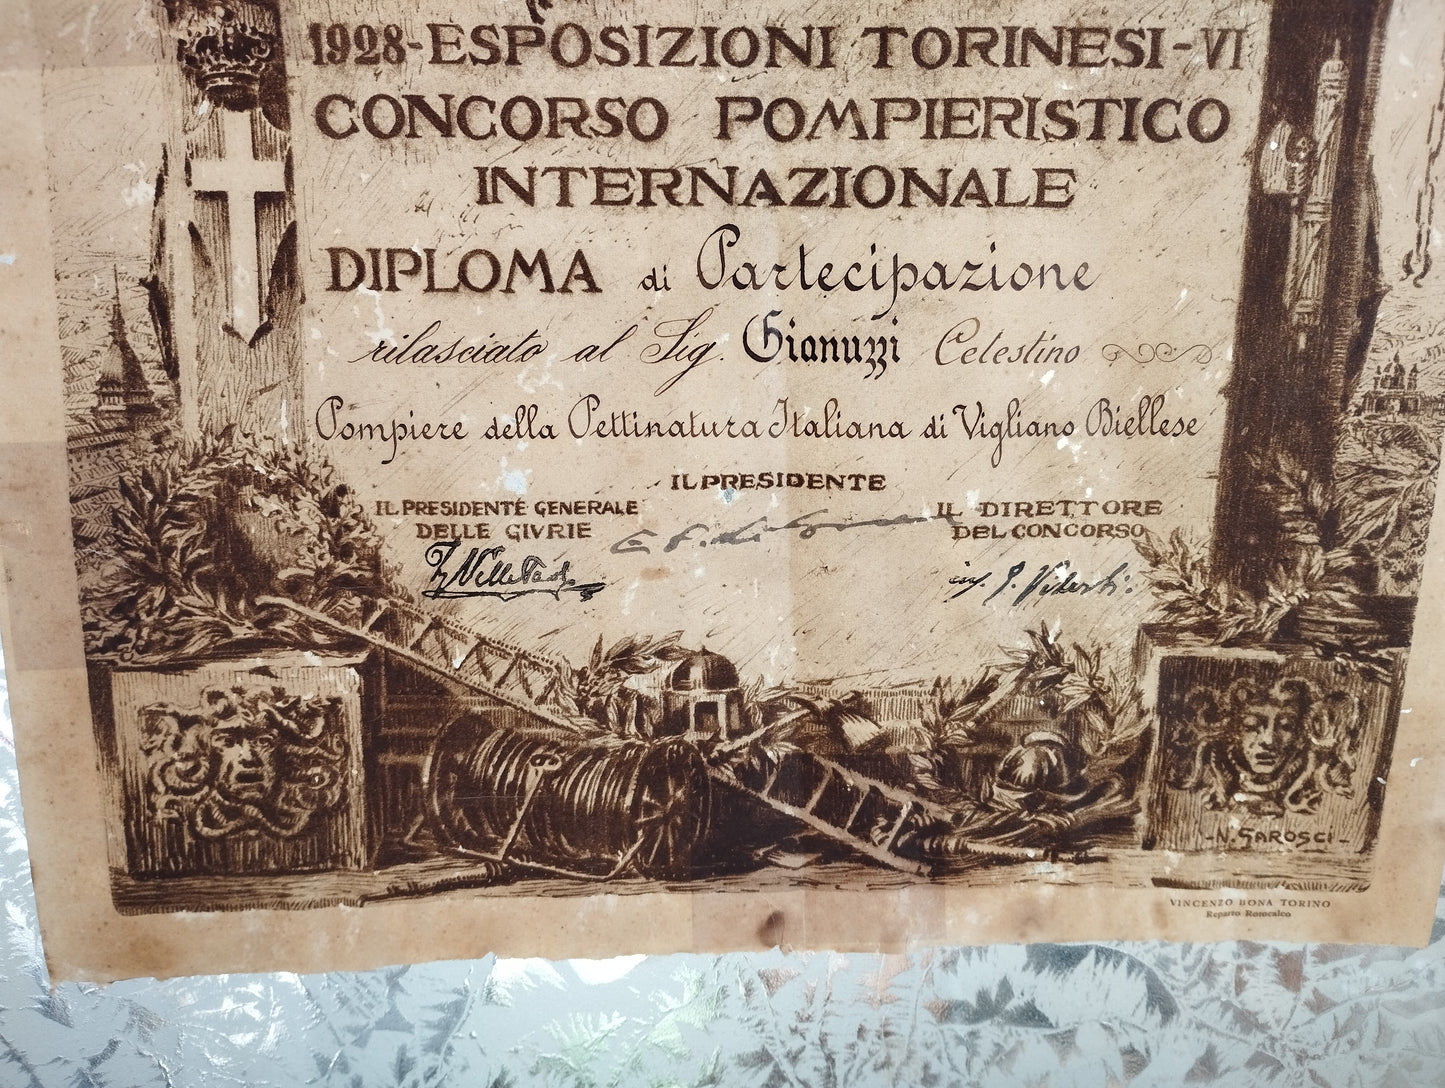 1928-ESPOSIZIONI TORINESI-VI
CONCORSO POMPIERISTICO
INTERNAZIONALE
DIPLOMA di Partecipazione
rilasciato al Sig. Gianuzzi Celestino
Pompiere della Pettinatura Italiana di Vigliano Biellese
IL PRESIDENTE
IL PRESIDENTE GENERALE
DELLE GIVRIE
IL DIRETTORE
DEL CONCORSO
-N. SAROSCI-
VINCENZO BONA TORINO
Reparto Rotocalco